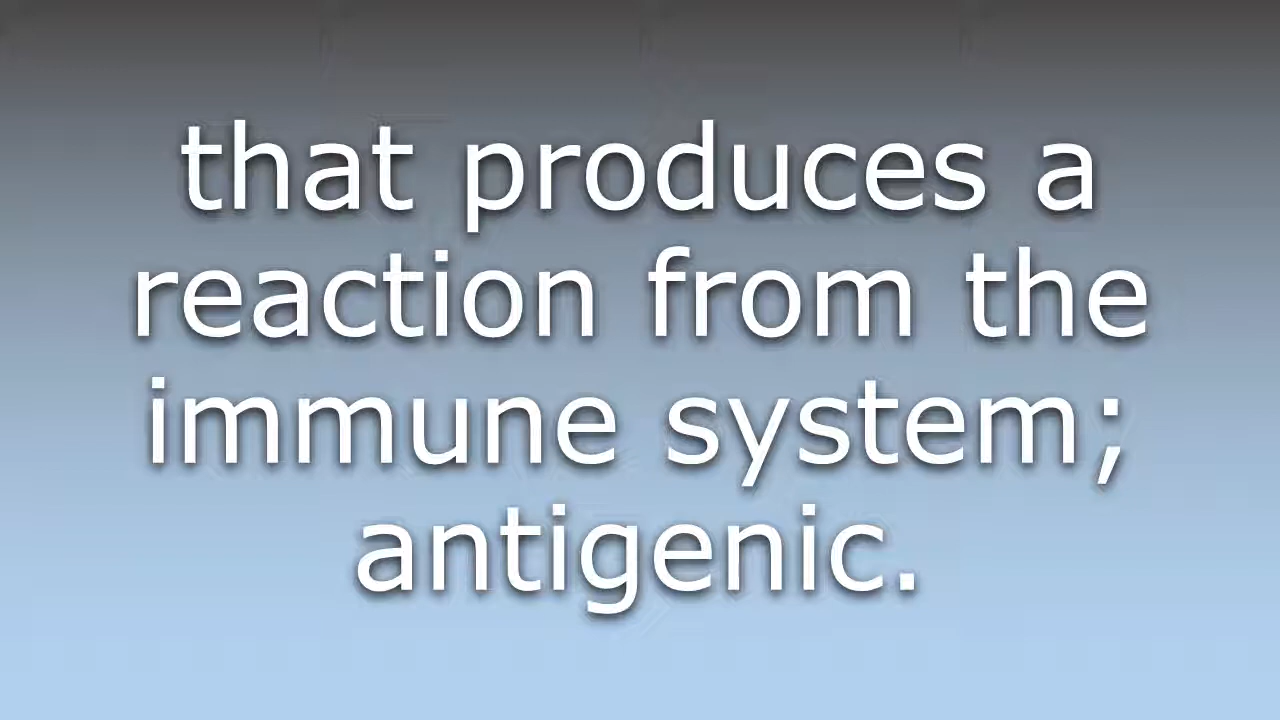 that produces a
reaction from the
immune system;
antigenic.